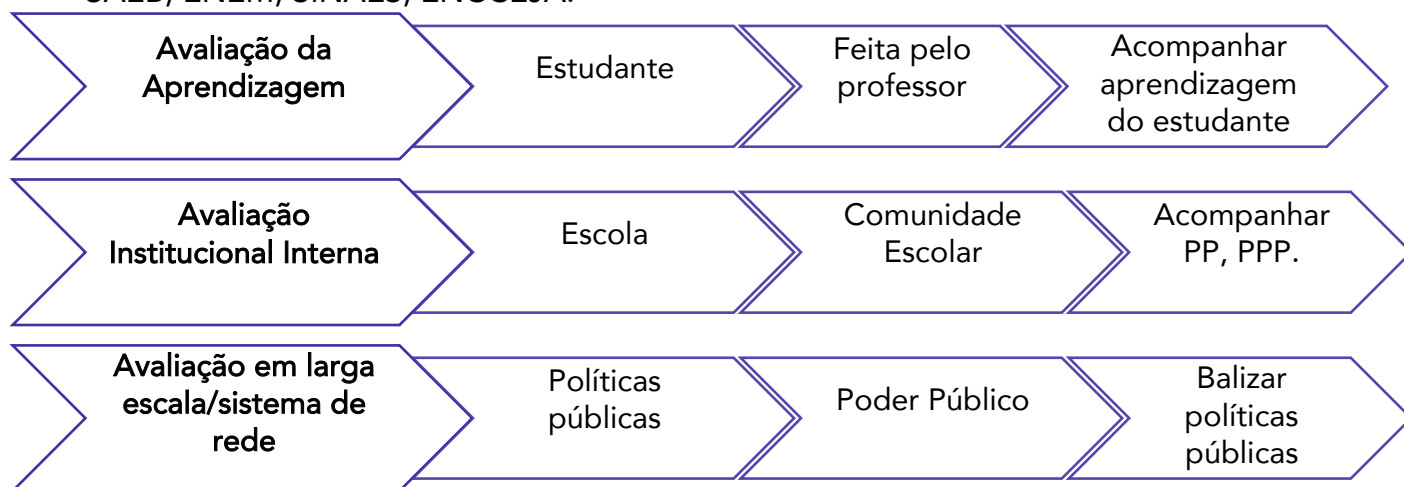 Avaliação da
Aprendizagem
Estudante
Feita pelo
professor
Acompanhar
aprendizagem
do estudante
Avaliação
Institucional Interna
Escola
Comunidade
Escolar
Acompanhar
PP, PPP.
Avaliação em larga
escala/sistema de
rede
Políticas
públicas
Poder Público
Balizar
políticas
públicas